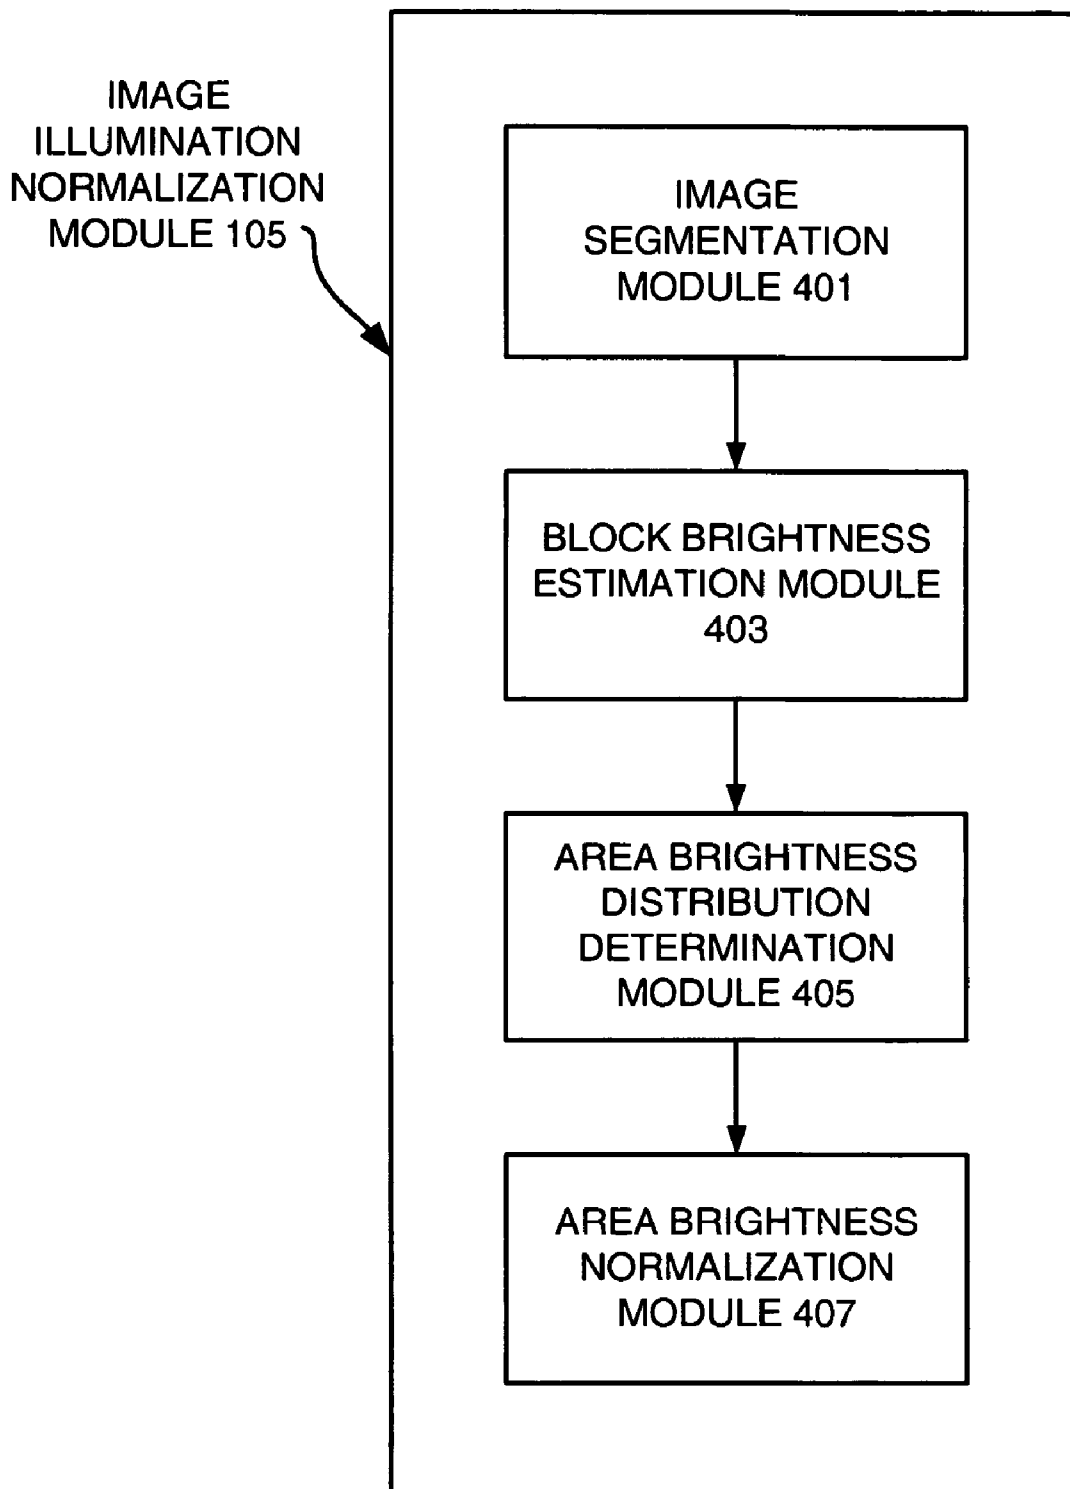 IMAGE
ILLUMINATION
NORMALIZATION
MODULE 105
IMAGE
SEGMENTATION
MODULE 401
BLOCK BRIGHTNESS
ESTIMATION MODULE
403
AREA BRIGHTNESS
DISTRIBUTION
DETERMINATION
MODULE 405
AREA BRIGHTNESS
NORMALIZATION
MODULE 407